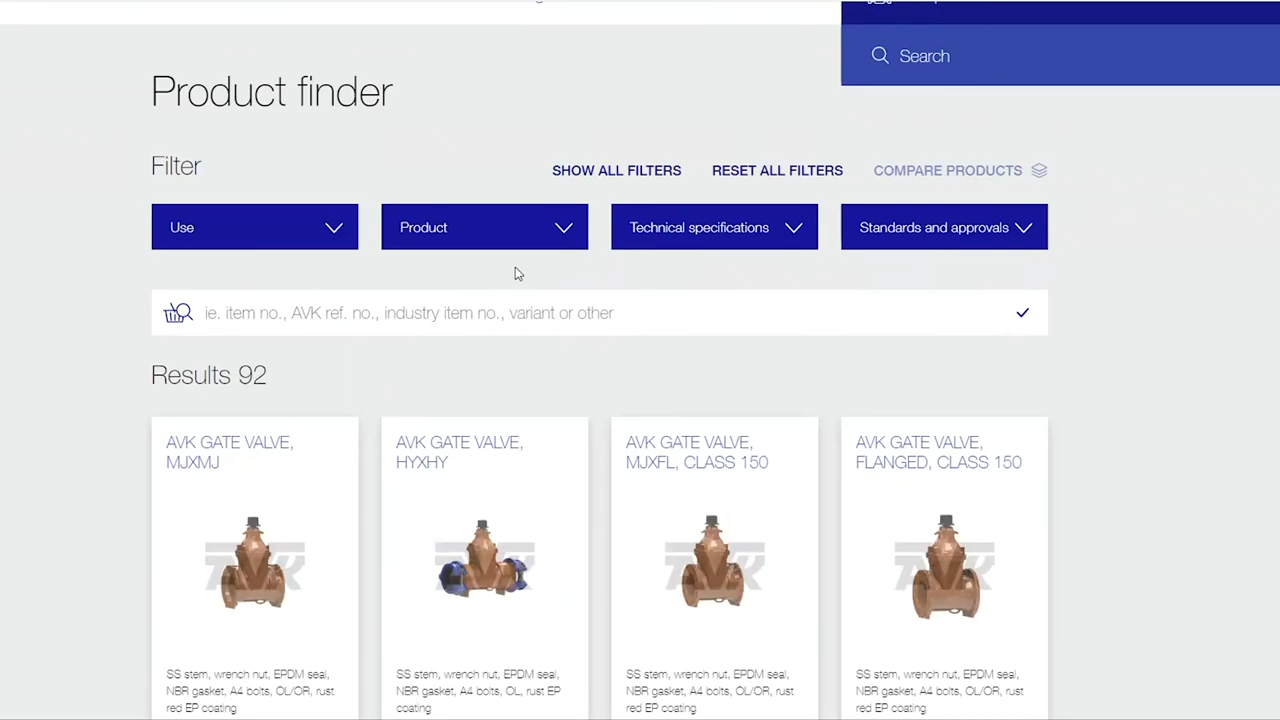 Search
Product finder
Filter
SHOW ALL FILTERS
RESET ALL FILTERS
COMPARE PRODUCTS
Use
Product
Technical specifications
Standards and approvals
ie. item no., AVK ref. no., industry item no., variant or other
Results 92
AVK GATE VALVE,
MJXMJ
AVK GATE VALVE,
HYXHY
AVK GATE VALVE,
MJXFL, CLASS 150
AVK GATE VALVE,
FLANGED, CLASS 150
AVK
AVK
AVK
AVK
SS stem, wrench nut, EPDM seal,
NBR gasket, A4 bolts, OL/OR, rust
red EP coating
SS stem, wrench nut, EPDM seal,
NBR gasket, A4 bolts, OL, rust EP
coating
SS stem, wrench nut, EPDM seal,
NBR gasket, A4 bolts, OL/OR, rust
red EP coating
SS stem, wrench nut, EPDM seal,
NBR gasket, A4 bolts, OL/OR, rust
red EP coating